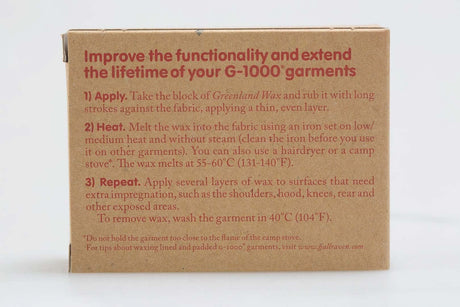 Improve the functionality and extend
the lifetime of your G-1000® garments
1) Apply. Take the block of Greenland Wax and rub it with long
strokes against the fabric, applying a thin, even layer.
2) Heat. Melt the wax into the fabric using an iron set on low/
medium heat and without steam (clean the iron before you use
it on other garments). You can also use a hairdryer or a camp
stove*. The wax melts at 55-60°C (131-140°F).
3) Repeat. Apply several layers of wax to surfaces that need
extra impregnation, such as the shoulders, hood, knees, rear and
other exposed areas.
To remove wax, wash the garment in 40°C (104°F).
*Do not hold the garment too close to the flame of the camp stove.
For tips about waxing lined and padded G-1000® garments, visit www.fjallraven.com